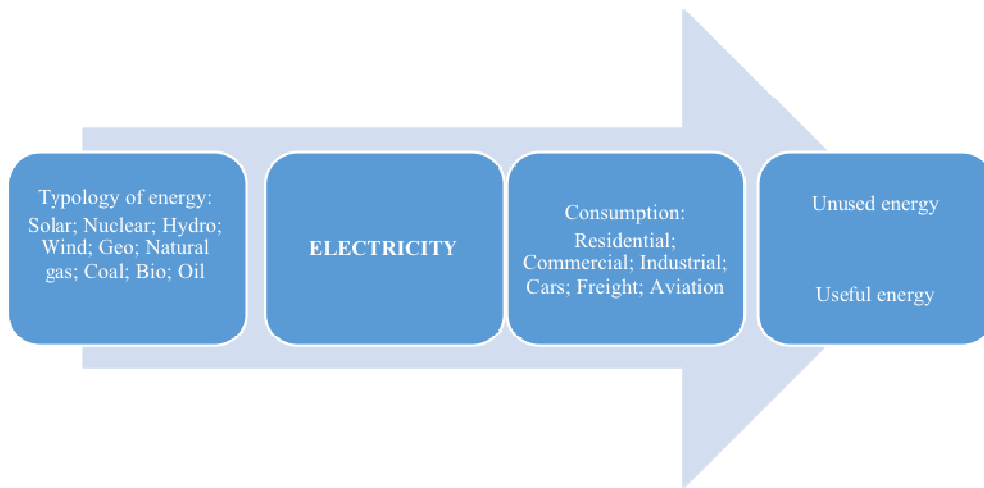 Typology of energy:
Solar; Nuclear; Hydro;
Wind; Geo; Natural
gas; Coal; Bio; Oil
ELECTRICITY
Consumption:
Residential;
Commercial; Industrial;
Cars; Freight; Aviation
Unused energy
Useful energy